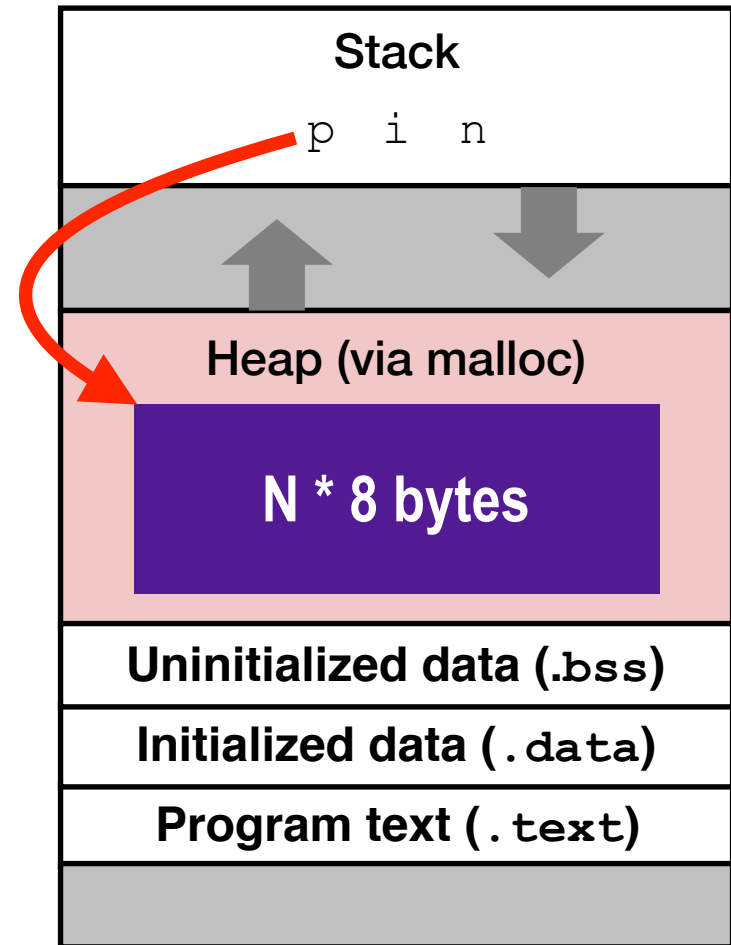 Stack
p i n
Heap (via malloc)
N * 8 bytes
Uninitialized data (.bss)
Initialized data (.data)
Program text (.text)